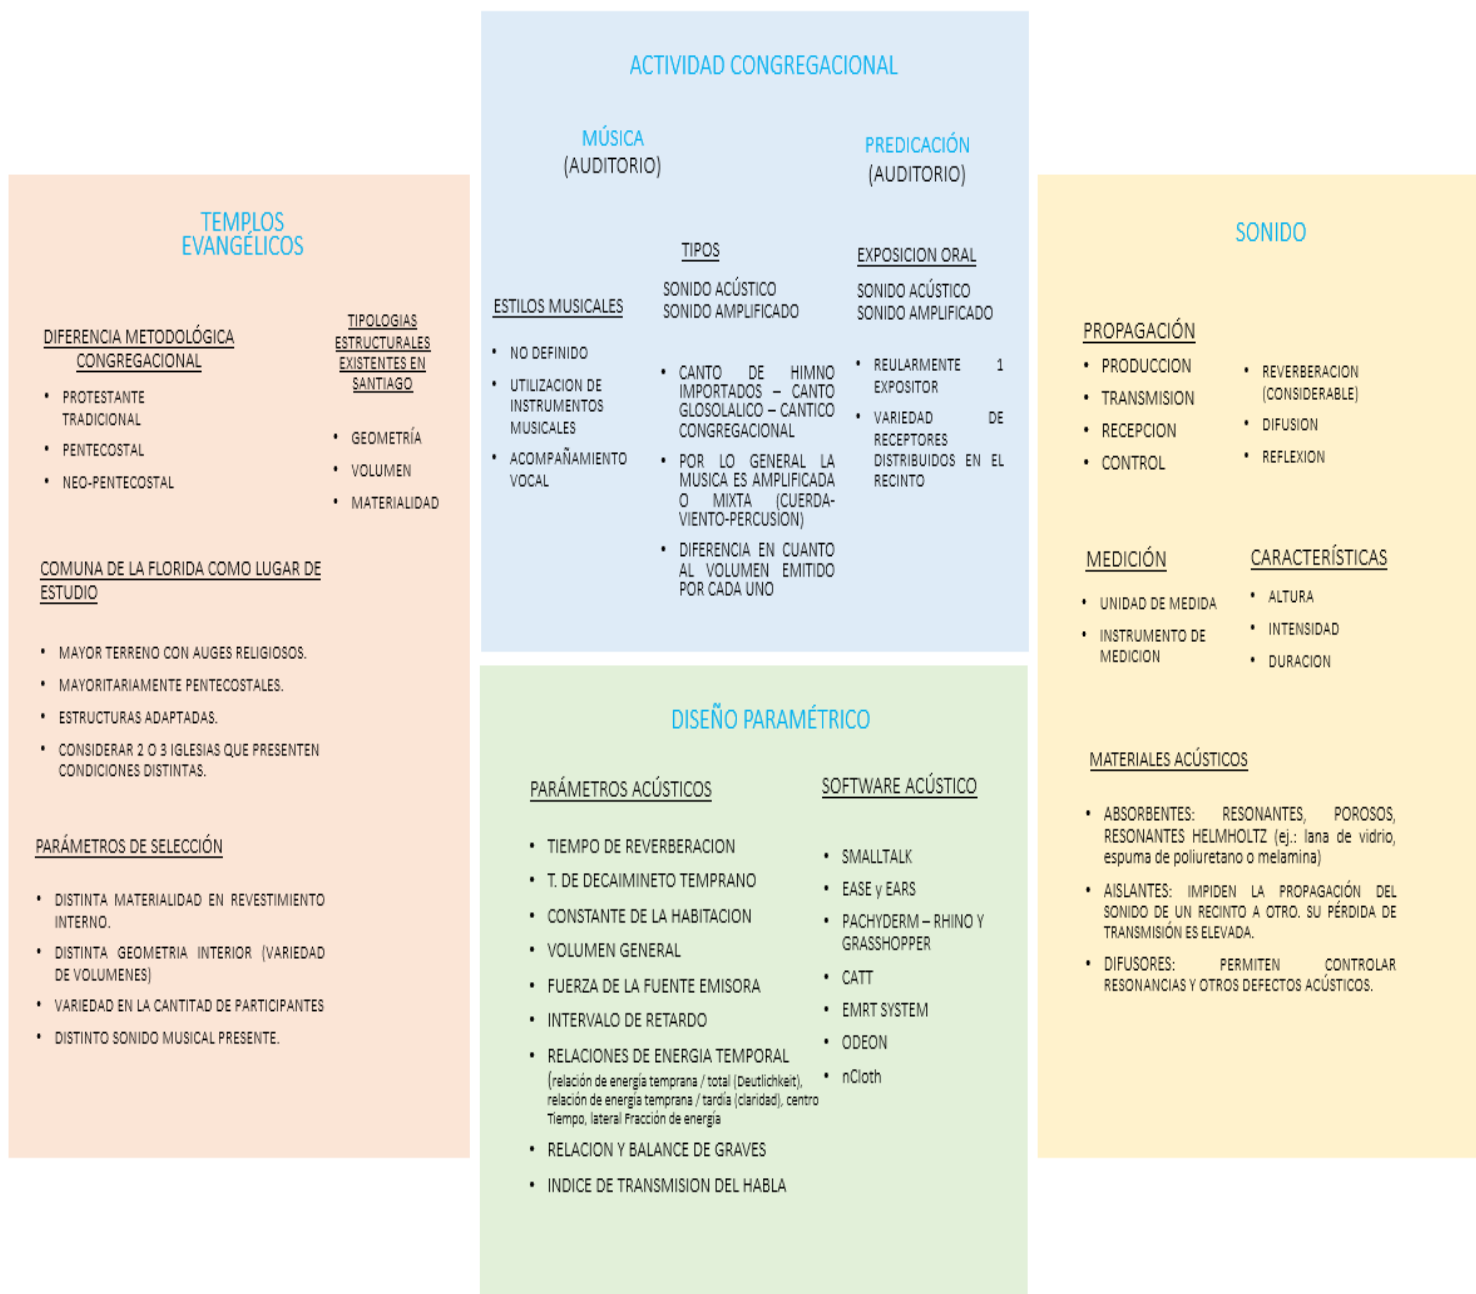 ACTIVIDAD CONGREGACIONAL
MÚSICA
(AUDITORIO)
PREDICACIÓN
(AUDITORIO)
ESTILOS MUSICALES
• NO DEFINIDO
• UTILIZACION DE
INSTRUMENTOS
MUSICALES
• ACOMPAÑAMIENTO
VOCAL
TIPOS
SONIDO ACÚSTICO
SONIDO AMPLIFICADO
• CANTO DE HIMNO
IMPORTADOS – CANTO
GLOSOLALICO – CANTICO
CONGREGACIONAL
• POR LO GENERAL LA
MUSICA ES AMPLIFICADA
O MIXTA (CUERDA-
VIENTO-PERCUSION)
• DIFERENCIA EN CUANTO
AL VOLUMEN EMITIDO
POR CADA UNO
EXPOSICION ORAL
SONIDO ACÚSTICO
SONIDO AMPLIFICADO
• REULARMENTE 1
EXPOSITOR
• VARIEDAD DE
RECEPTORES
DISTRIBUIDOS EN EL
RECINTO
TEMPLOS
EVANGÉLICOS
DIFERENCIA METODOLÓGICA
CONGREGACIONAL
• PROTESTANTE
TRADICIONAL
• PENTECOSTAL
• NEO-PENTECOSTAL
TIPOLOGIAS
ESTRUCTURALES
EXISTENTES EN
SANTIAGO
• GEOMETRÍA
• VOLUMEN
• MATERIALIDAD
COMUNA DE LA FLORIDA COMO LUGAR DE
ESTUDIO
• MAYOR TERRENO CON AUGES RELIGIOSOS.
• MAYORITARIAMENTE PENTECOSTALES.
• ESTRUCTURAS ADAPTADAS.
• CONSIDERAR 2 O 3 IGLESIAS QUE PRESENTEN
CONDICIONES DISTINTAS.
PARÁMETROS DE SELECCIÓN
• DISTINTA MATERIALIDAD EN REVESTIMIENTO
INTERNO.
• DISTINTA GEOMETRIA INTERIOR (VARIEDAD
DE VOLUMENES)
• VARIEDAD EN LA CANTIDAD DE PARTICIPANTES
• DISTINTO SONIDO MUSICAL PRESENTE.
DISEÑO PARAMÉTRICO
PARÁMETROS ACÚSTICOS
• TIEMPO DE REVERBERACION
• T. DE DECAIMINETO TEMPRANO
• CONSTANTE DE LA HABITACION
• VOLUMEN GENERAL
• FUERZA DE LA FUENTE EMISORA
• INTERVALO DE RETARDO
• RELACIONES DE ENERGIA TEMPORAL
(relación de energía temprana / total (Deutlichkeit),
relación de energía temprana / tardía (claridad), centro
Tiempo, lateral Fracción de energía
• RELACION Y BALANCE DE GRAVES
• INDICE DE TRANSMISION DEL HABLA
SOFTWARE ACÚSTICO
• SMALLTALK
• EASE y EARS
• PACHYDERM – RHINO Y
GRASSHOPPER
• CATT
• EMRT SYSTEM
• ODEON
• nCloth
SONIDO
PROPAGACIÓN
• PRODUCCION
• TRANSMISION
• RECEPCION
• CONTROL
• REVERBERACION
(CONSIDERABLE)
• DIFUSION
• REFLEXION
MEDICIÓN
• UNIDAD DE MEDIDA
• INSTRUMENTO DE
MEDICION
CARACTERÍSTICAS
• ALTURA
• INTENSIDAD
• DURACION
MATERIALES ACÚSTICOS
• ABSORBENTES: RESONANTES, POROSOS,
RESONANTES HELMHOLTZ (ej.: lana de vidrio,
espuma de poliuretano o melamina)
• AISLANTES: IMPIDEN LA PROPAGACIÓN DEL
SONIDO DE UN RECINTO A OTRO. SU PÉRDIDA DE
TRANSMISIÓN ES ELEVADA.
• DIFUSORES: PERMITEN CONTROLAR
RESONANCIAS Y OTROS DEFECTOS ACÚSTICOS.